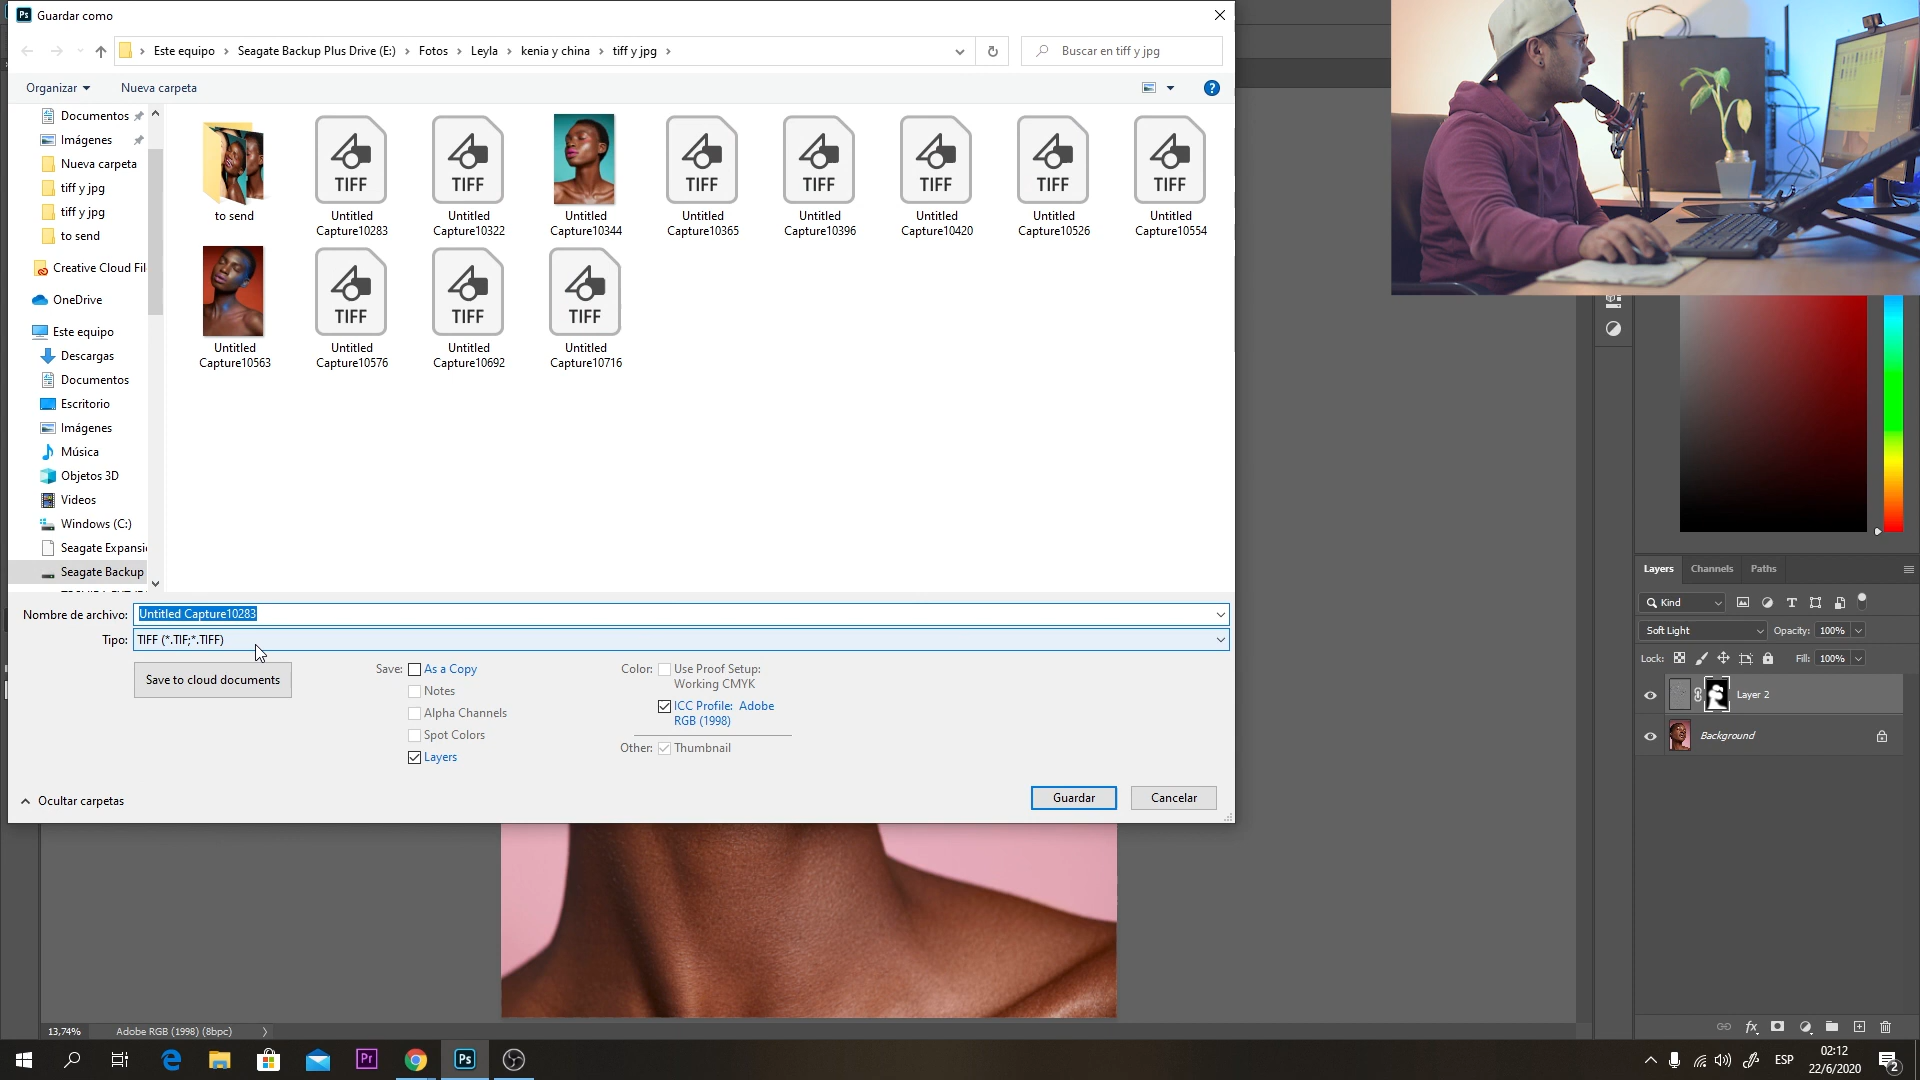 Ps Guardar como
Este equipo › Seagate Backup Plus Drive (E:) › Fotos › Leyla › kenia y china › tiff y jpg ›
Buscar en tiff y jpg
Organizar
Nueva carpeta
?
Documentos
Imágenes
Nueva carpeta
tiff y jpg
tiff y jpg
to send
Creative Cloud Fil
OneDrive
Este equipo
Descargas
Documentos
Escritorio
Imágenes
Música
Objetos 3D
Videos
Windows (C:)
Seagate Expansi
Seagate Backup
to send
TIFF
Untitled
Capture10283
TIFF
Untitled
Capture10322
Untitled
Capture10344
TIFF
Untitled
Capture10365
TIFF
Untitled
Capture10396
TIFF
Untitled
Capture10420
TIFF
Untitled
Capture10526
TIFF
Untitled
Capture10554
Untitled
Capture10563
TIFF
Untitled
Capture10576
TIFF
Untitled
Capture10692
TIFF
Untitled
Capture10716
Nombre de archivo: Untitled Capture10283
Tipo: TIFF (*.TIF;*.TIFF)
Save to cloud documents
Save: As a Copy
Notes
Alpha Channels
Spot Colors
Layers
Color: Use Proof Setup:
Working CMYK
ICC Profile: Adobe
RGB (1998)
Other: Thumbnail
Ocultar carpetas
Guardar
Cancelar
Layers Channels Paths
Kind
Soft Light Opacity: 100%
Lock: Fill: 100%
Layer 2
Background
fx
13,74% Adobe RGB (1998) (8bpc)
Pr
Ps
ESP
02:12
22/6/2020
2